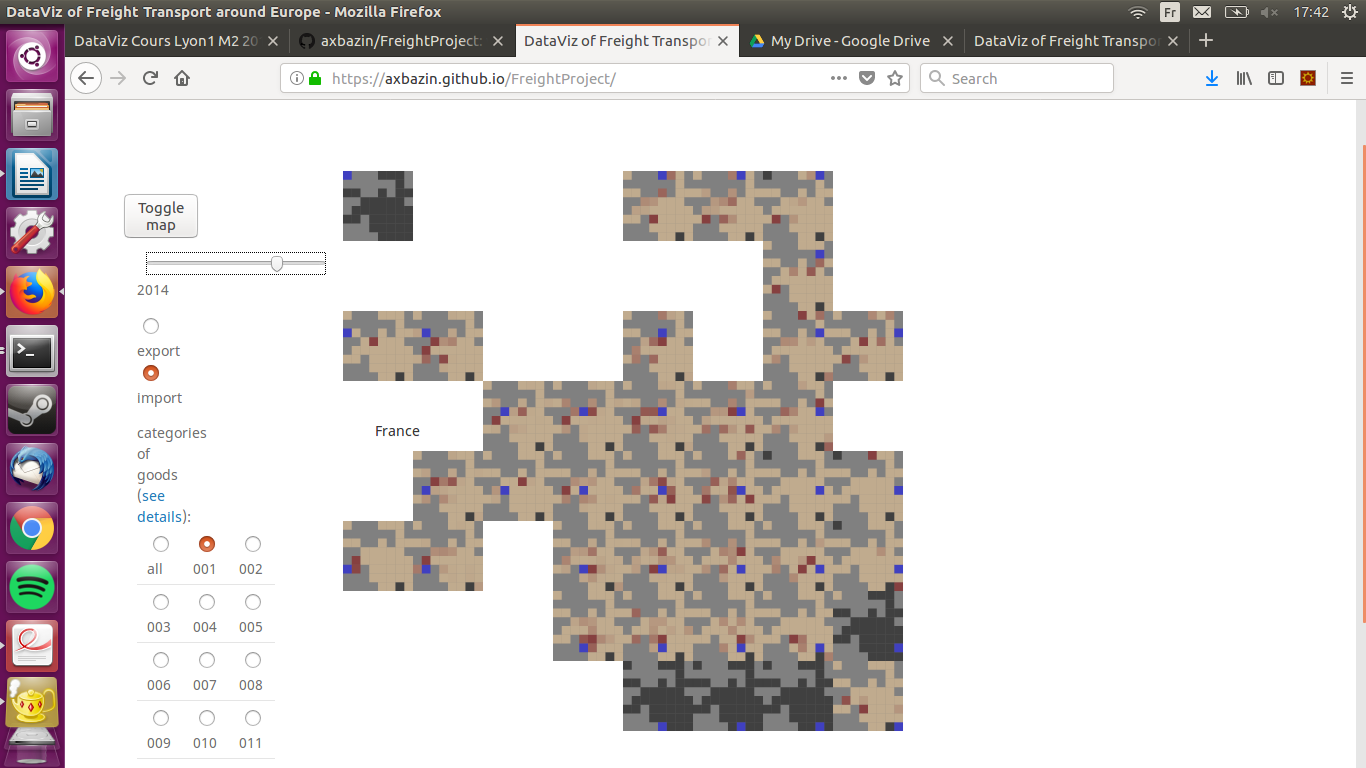 DataViz of Freight Transport around Europe - Mozilla Firefox
Fr
17:42
DataViz Cours Lyon1 M2 20
axbazin/FreightProject:
DataViz of Freight Transpor
My Drive - Google Drive
DataViz of Freight Transpor
https://axbazin.github.io/FreightProject/
Search
Toggle
map
2014
export
import
France
categories
of
goods
(see
details):
all 001 002
003 004 005
006 007 008
009 010 011